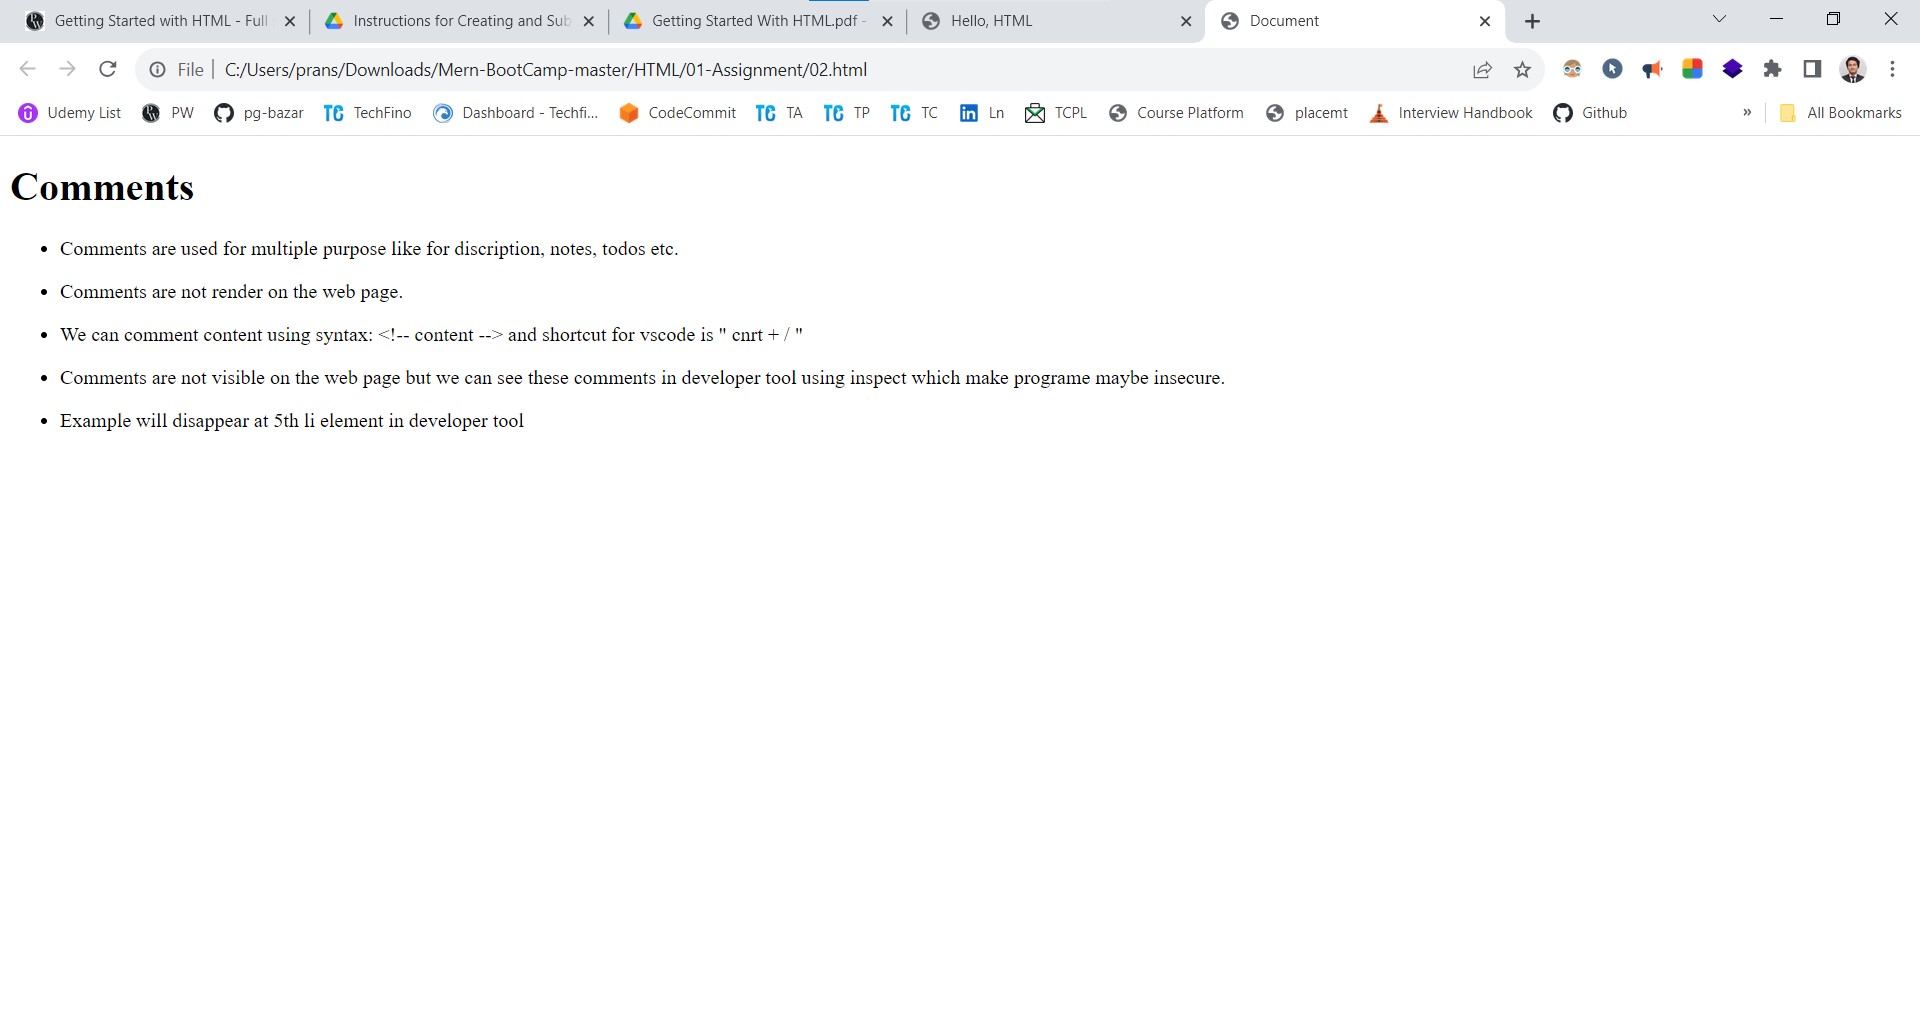 Getting Started with HTML - Full
Instructions for Creating and Sub
Getting Started With HTML.pdf -
Hello, HTML
Document
File | C:/Users/prans/Downloads/Mern-BootCamp-master/HTML/01-Assignment/02.html
Udemy List PW pg-bazar TC TechFino Dashboard - Techfi... CodeCommit TC TA TC TP TC TC in Ln TCPL Course Platform placemt Interview Handbook Github » All Bookmarks
Comments
• Comments are used for multiple purpose like for discription, notes, todos etc.
• Comments are not render on the web page.
• We can comment content using syntax: <!-- content --> and shortcut for vscode is " cnrt + / "
• Comments are not visible on the web page but we can see these comments in developer tool using inspect which make programe maybe insecure.
• Example will disappear at 5th li element in developer tool